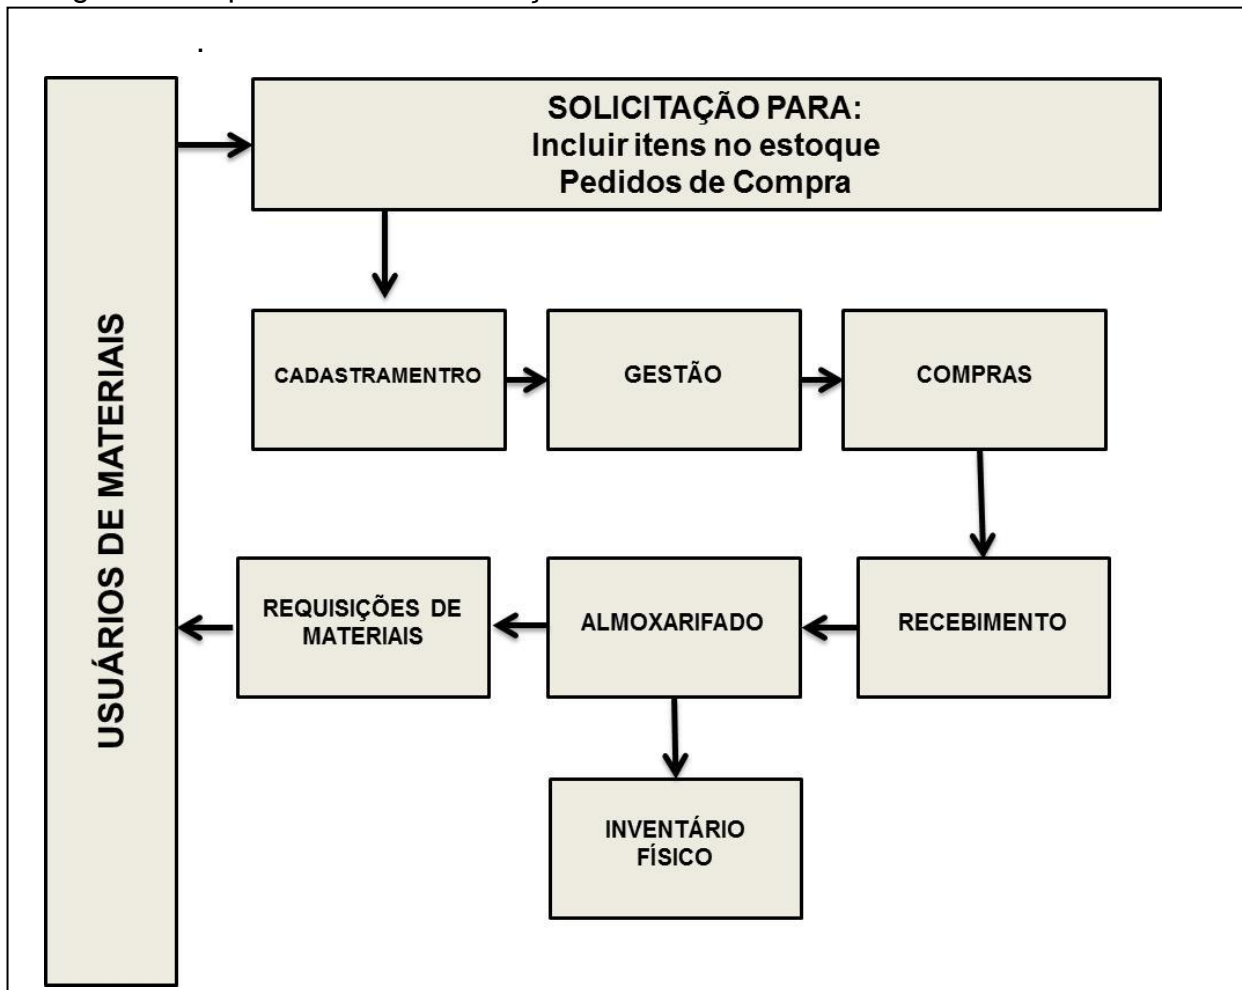 USUÁRIOS DE MATERIAIS
SOLICITAÇÃO PARA:
Incluir itens no estoque
Pedidos de Compra
CADASTRAMENTRO
GESTÃO
COMPRAS
REQUISIÇÕES DE
MATERIAIS
ALMOXARIFADO
RECEBIMENTO
INVENTÁRIO
FÍSICO